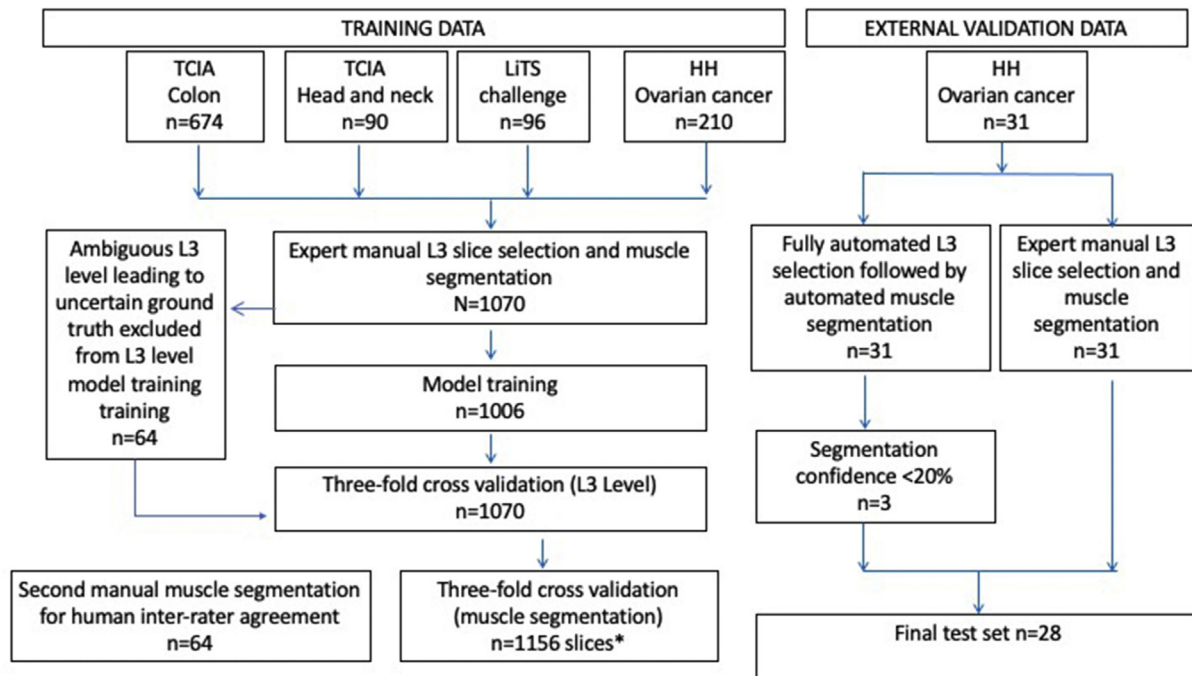 TRAINING DATA
EXTERNAL VALIDATION DATA
TCIA
Colon
n=674
TCIA
Head and neck
n=90
LiTS
challenge
n=96
HH
Ovarian cancer
n=210
HH
Ovarian cancer
n=31
Ambiguous L3
level leading to
uncertain ground
truth excluded
from L3 level
model training
training
n=64
Expert manual L3 slice selection and muscle
segmentation
N=1070
Model training
n=1006
Three-fold cross validation (L3 Level)
n=1070
Second manual muscle segmentation
for human inter-rater agreement
n=64
Three-fold cross validation
(muscle segmentation)
n=1156 slices*
Fully automated L3
selection followed by
automated muscle
segmentation
n=31
Expert manual L3
slice selection and
muscle
segmentation
n=31
Segmentation
confidence <20%
n=3
Final test set n=28